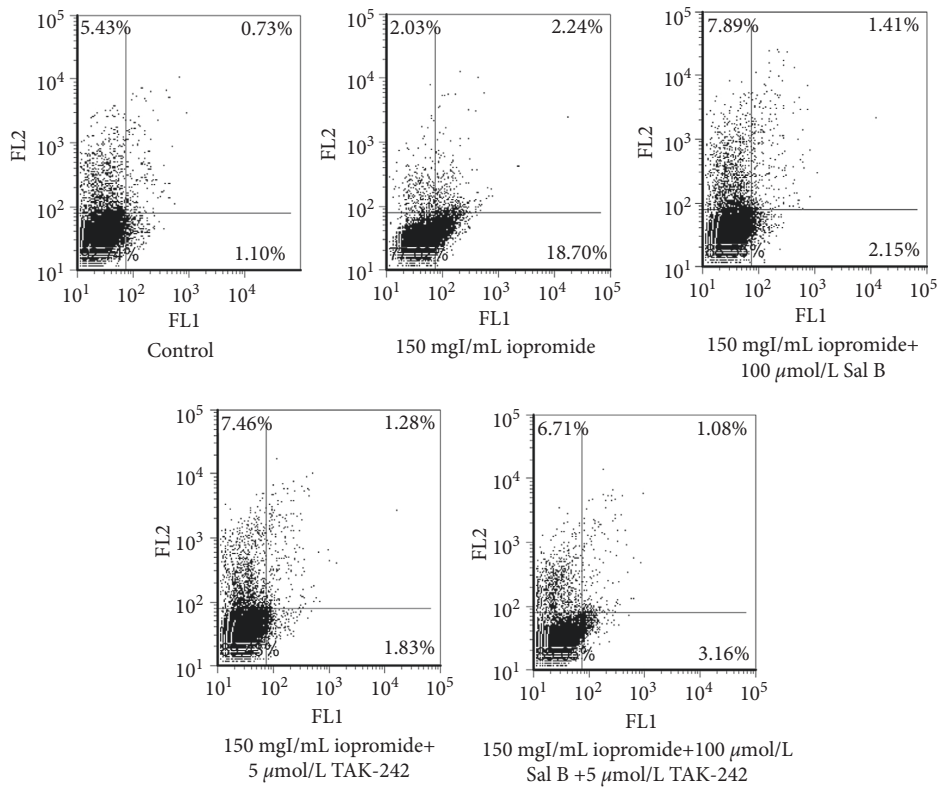 10^5 5.43% 0.73%
10^4
10^3
FL2
10^2
10^1 1.10%
10^1 10^2 10^3 10^4
FL1
Control
10^5 2.03% 2.24%
10^4
10^3
FL2
10^2
10^1 18.70%
10^1 10^2 10^3 10^4 10^5
FL1
150 mgI/mL iopromide
10^5 7.89% 1.41%
10^4
10^3
FL2
10^2
10^1 2.15%
10^1 10^2 10^3 10^4 10^5
FL1
150 mgI/mL iopromide+
100 μmol/L Sal B
10^5 7.46% 1.28%
10^4
10^3
FL2
10^2
10^1 1.83%
10^1 10^2 10^3 10^4 10^5
FL1
150 mgI/mL iopromide+
5 μmol/L TAK-242
10^5 6.71% 1.08%
10^4
10^3
FL2
10^2
10^1 3.16%
10^1 10^2 10^3 10^4 10^5
FL1
150 mgI/mL iopromide+100 μmol/L
Sal B +5 μmol/L TAK-242